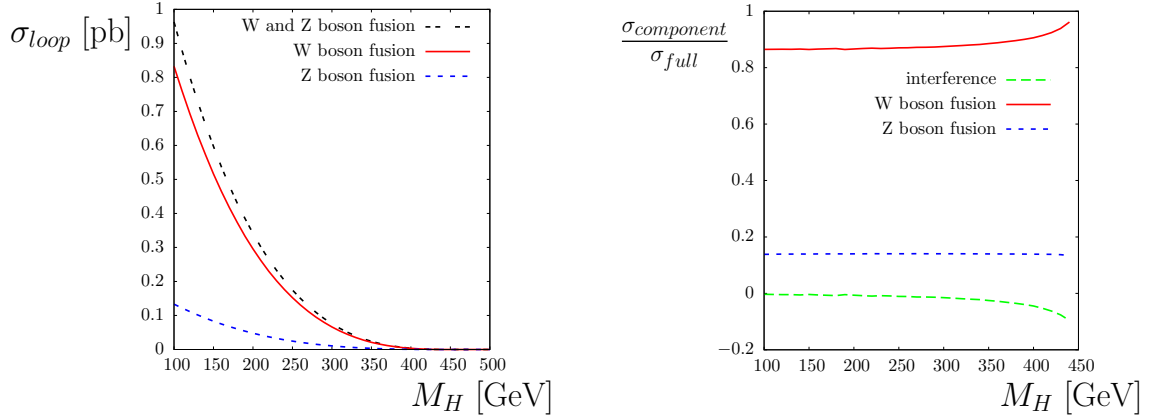 σ_loop [pb]
W and Z boson fusion
W boson fusion
Z boson fusion
1
0.9
0.8
0.7
0.6
0.5
0.4
0.3
0.2
0.1
0
100 150 200 250 300 350 400 450 500
M_H [GeV]
σ_component
σ_full
interference
W boson fusion
Z boson fusion
1
0.8
0.6
0.4
0.2
0
−0.2
100 150 200 250 300 350 400 450
M_H [GeV]